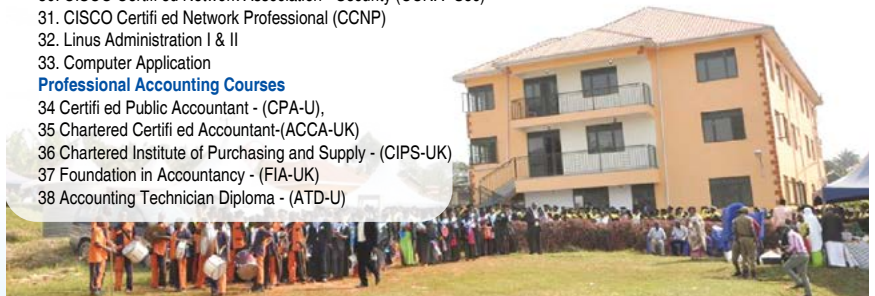 31. CISCO Certifi ed Network Professional (CCNP)
32. Linus Administration I & II
33. Computer Application
Professional Accounting Courses
34 Certifi ed Public Accountant - (CPA-U),
35 Chartered Certifi ed Accountant-(ACCA-UK)
36 Chartered Institute of Purchasing and Supply - (CIPS-UK)
37 Foundation in Accountancy - (FIA-UK)
38 Accounting Technician Diploma - (ATD-U)